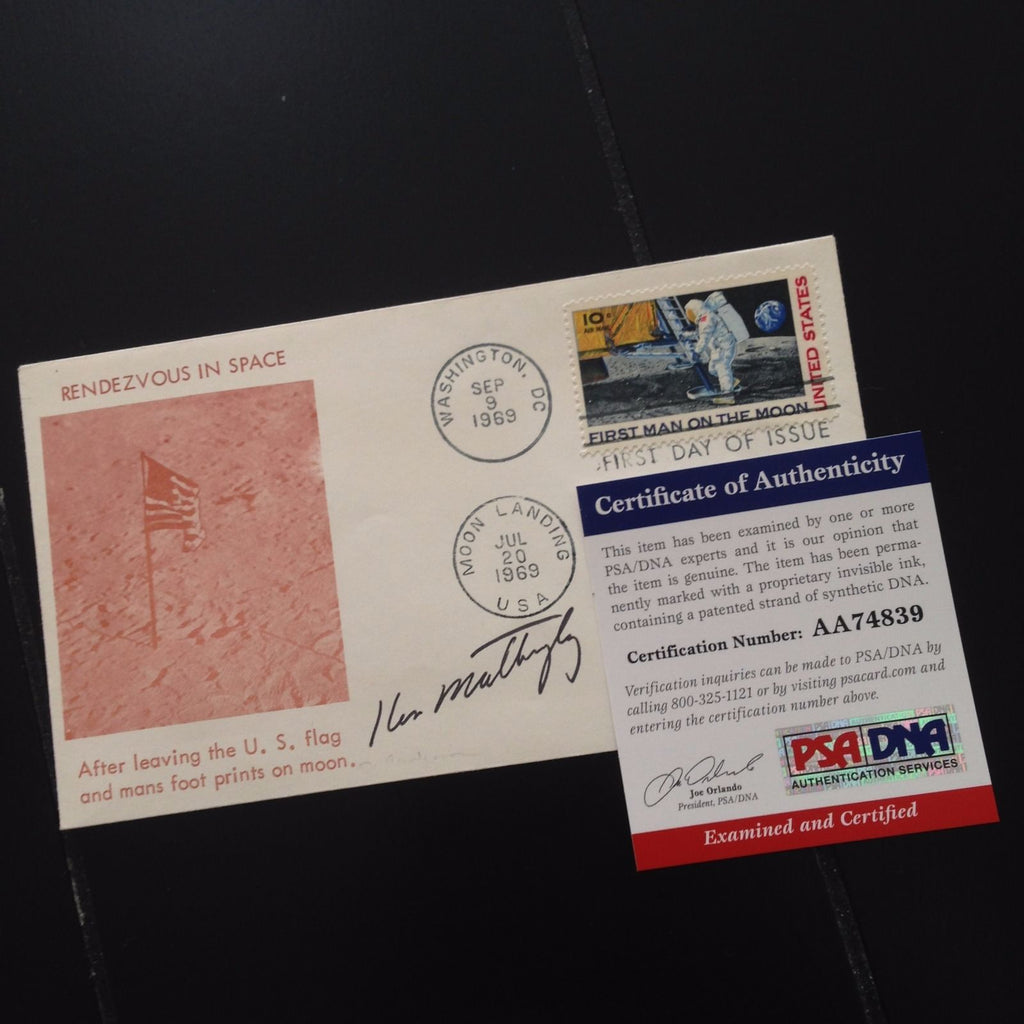 RENDEZVOUS IN SPACE
After leaving the U. S. flag
and mans foot prints on moon.
WASHINGTON, DC
SEP
9
1969
10c
AIR MAIL
UNITED STATES
FIRST MAN ON THE MOON
FIRST DAY OF ISSUE
MOON LANDING
JUL
20
1969
USA
Ken Mattingly
Certificate of Authenticity
This item has been examined by one or more
PSA/DNA experts and it is our opinion that
the item is genuine. The item has been perma-
nently marked with a proprietary invisible ink,
containing a patented strand of synthetic DNA.
Certification Number: AA74839
Verification inquiries can be made to PSA/DNA by
calling 800-325-1121 or by visiting psacard.com and
entering the certification number above.
Joe Orlando
President, PSA/DNA
PSA DNA
AUTHENTICATION SERVICES
Examined and Certified